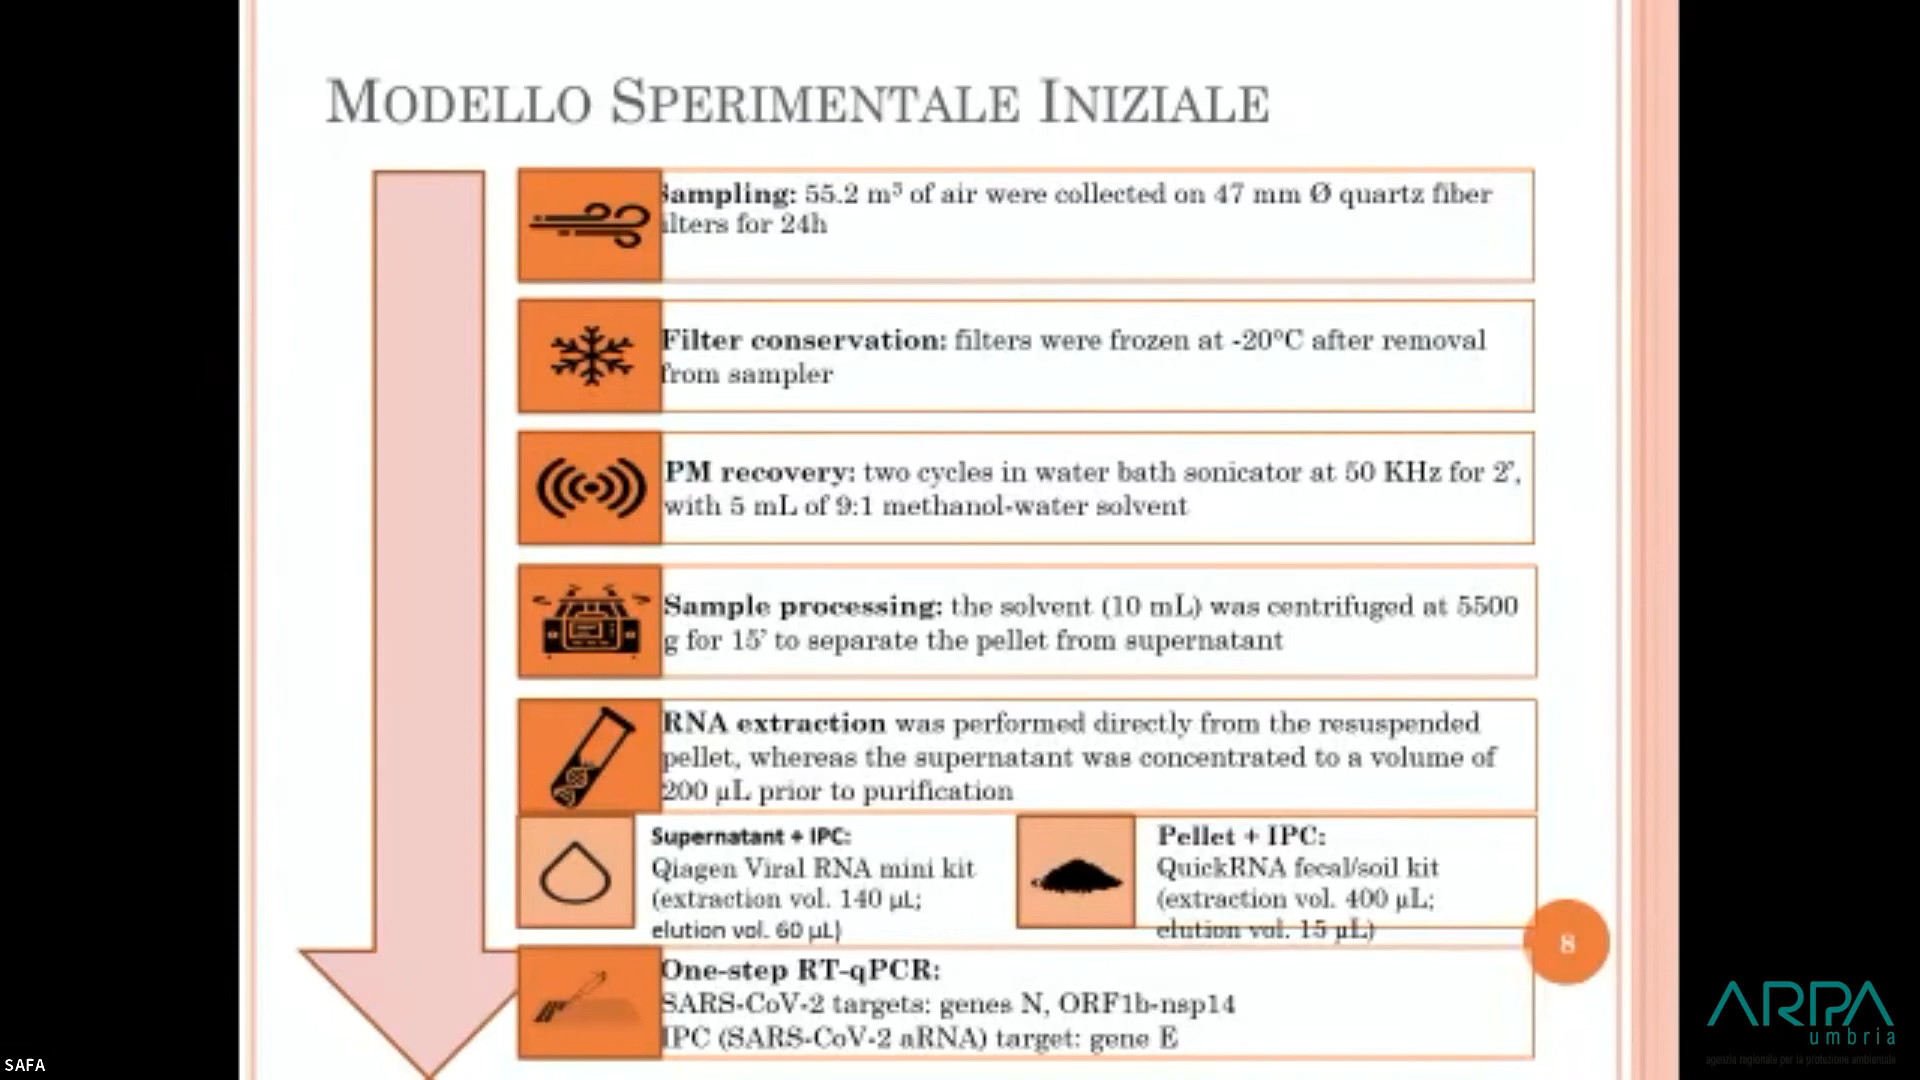 MODELLO SPERIMENTALE INIZIALE
Sampling: 55.2 m³ of air were collected on 47 mm Ø quartz fiber
ilters for 24h
Filter conservation: filters were frozen at -20°C after removal
from sampler
PM recovery: two cycles in water bath sonicator at 50 KHz for 2',
with 5 mL of 9:1 methanol-water solvent
Sample processing: the solvent (10 mL) was centrifuged at 5500
g for 15' to separate the pellet from supernatant
RNA extraction was performed directly from the resuspended
pellet, whereas the supernatant was concentrated to a volume of
200 µL prior to purification
Supernatant + IPC:
Qiagen Viral RNA mini kit
(extraction vol. 140 µL;
elution vol. 60 µL)
Pellet + IPC:
QuickRNA fecal/soil kit
(extraction vol. 400 µL;
elution vol. 15 µL)
8
One-step RT-qPCR:
SARS-CoV-2 targets: genes N, ORF1b-nsp14
IPC (SARS-CoV-2 aRNA) target: gene E
ARPA
umbria
agenzia regionale per la protezione ambientale
SAFA